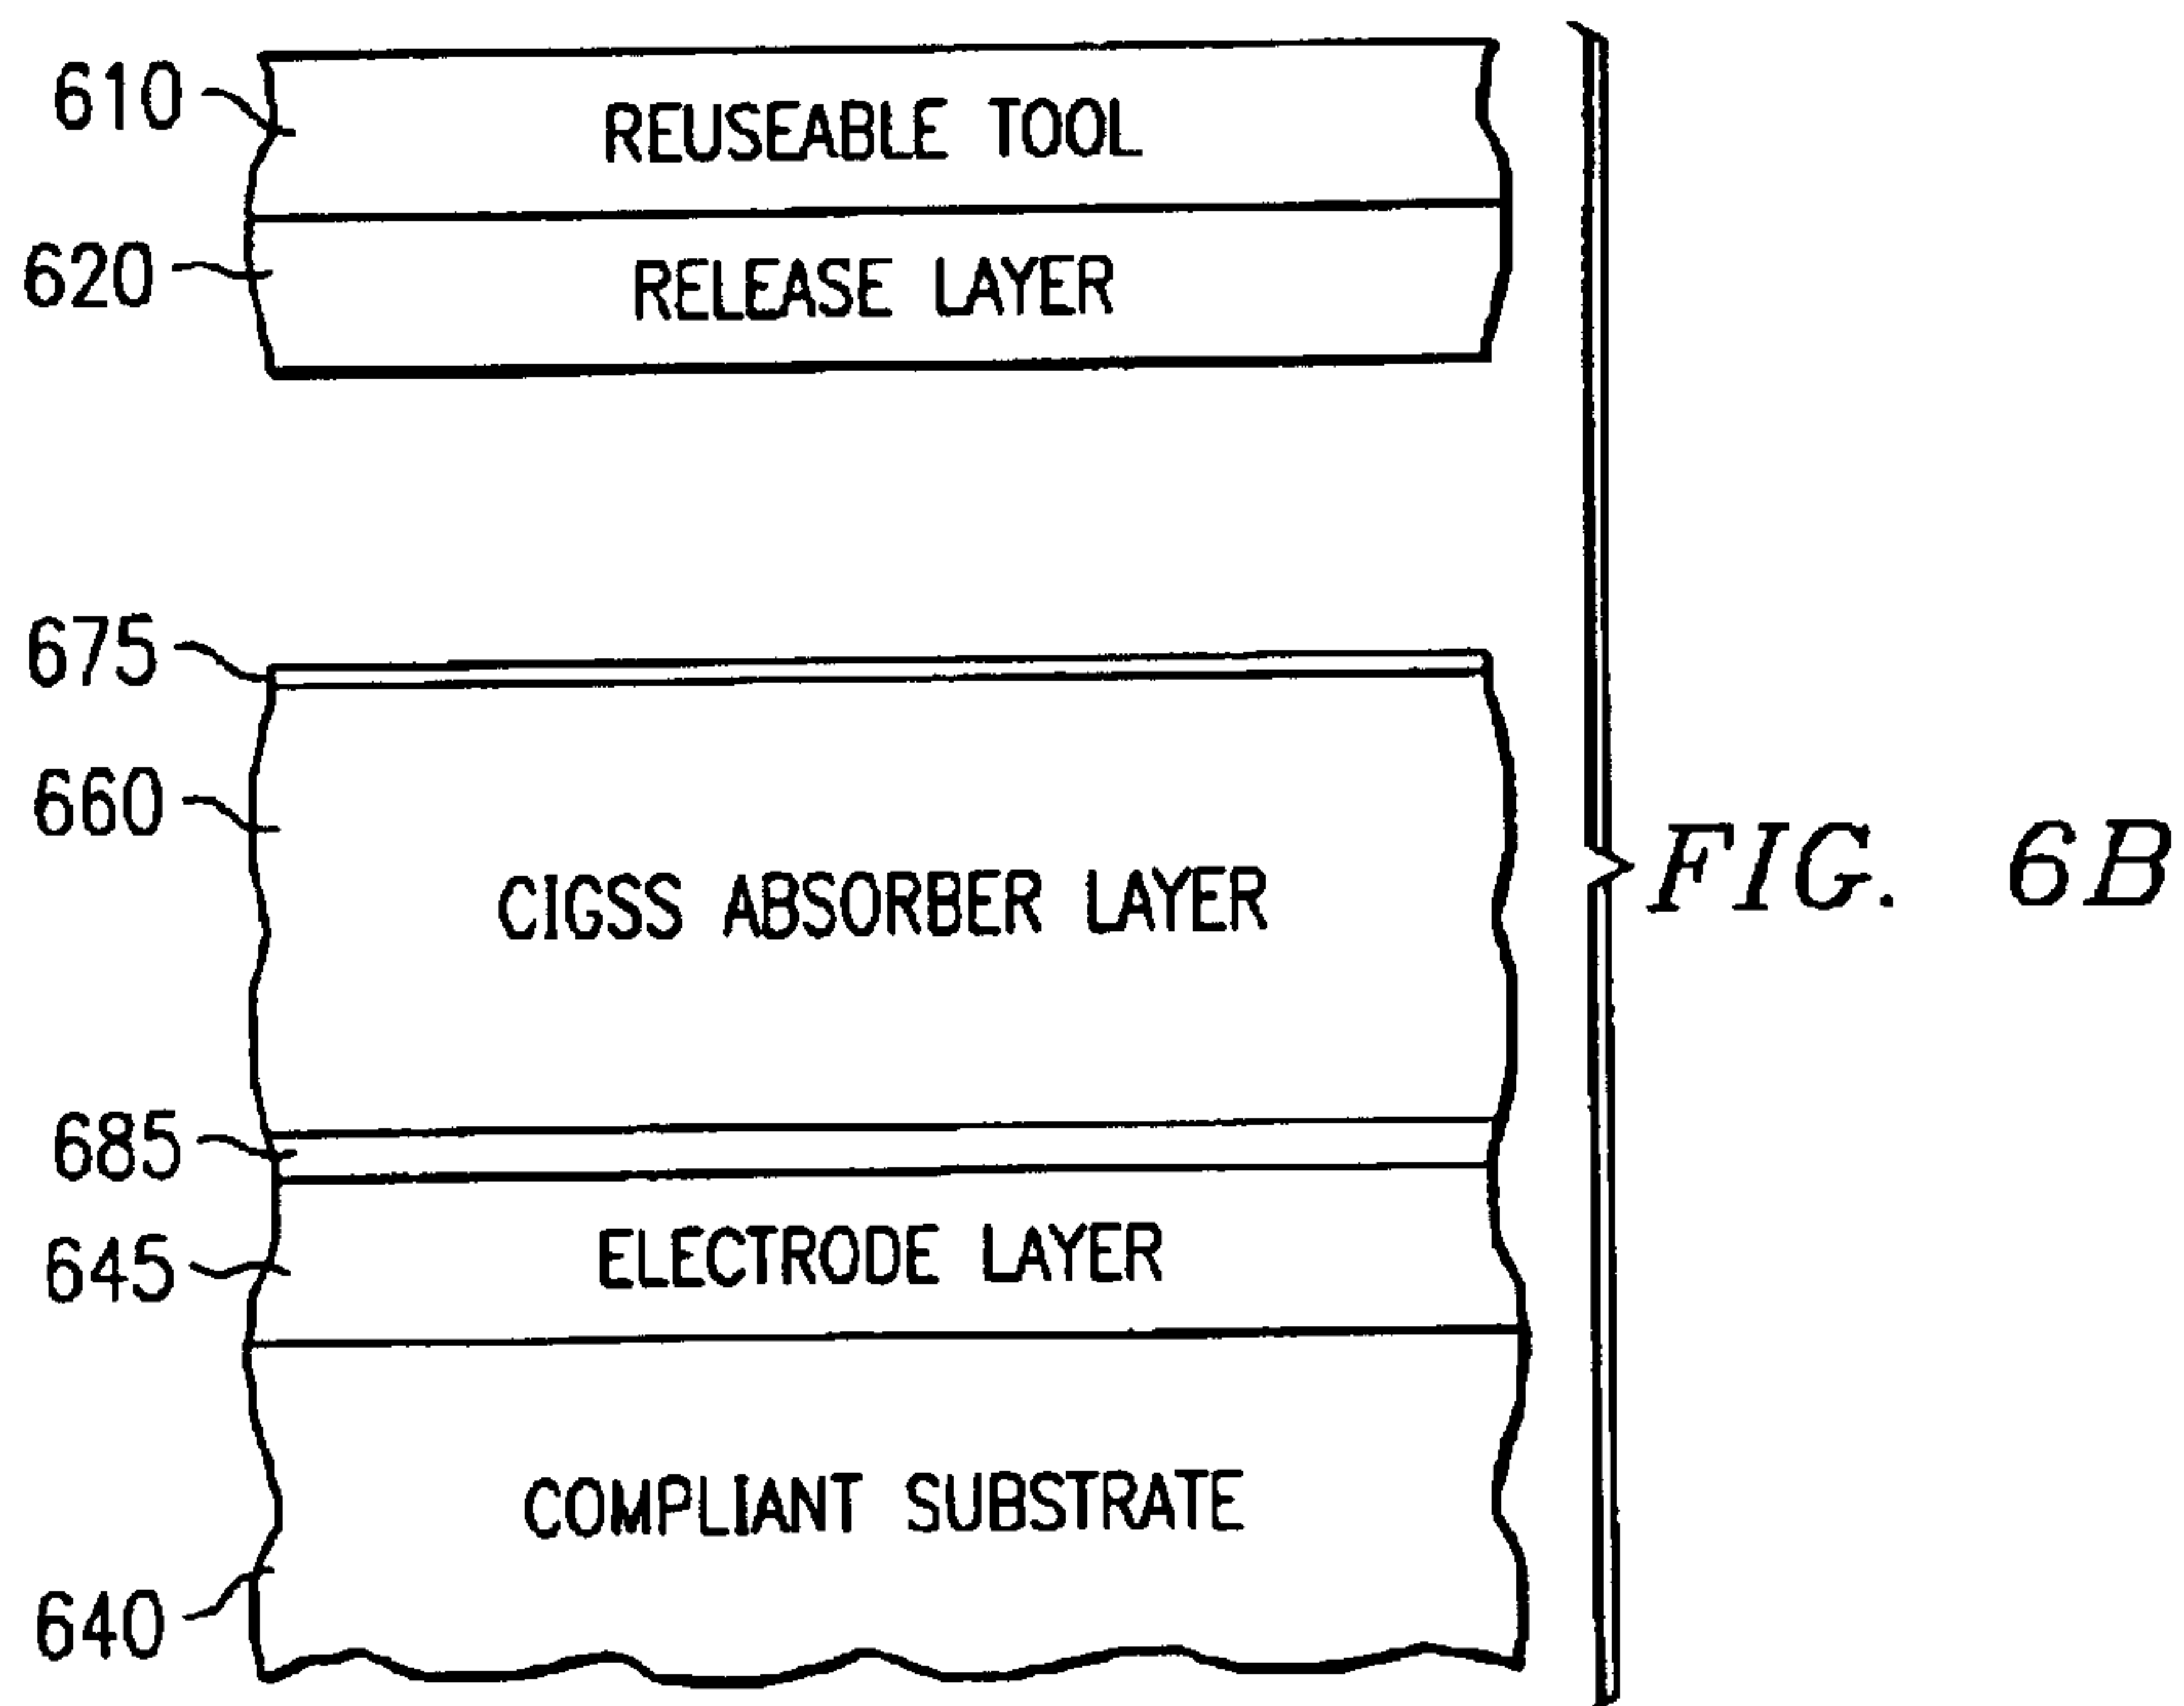 610
REUSEABLE TOOL
620
RELEASE LAYER
675
660
CIGSS ABSORBER LAYER
FIG. 6B
685
645
ELECTRODE LAYER
COMPLIANT SUBSTRATE
640